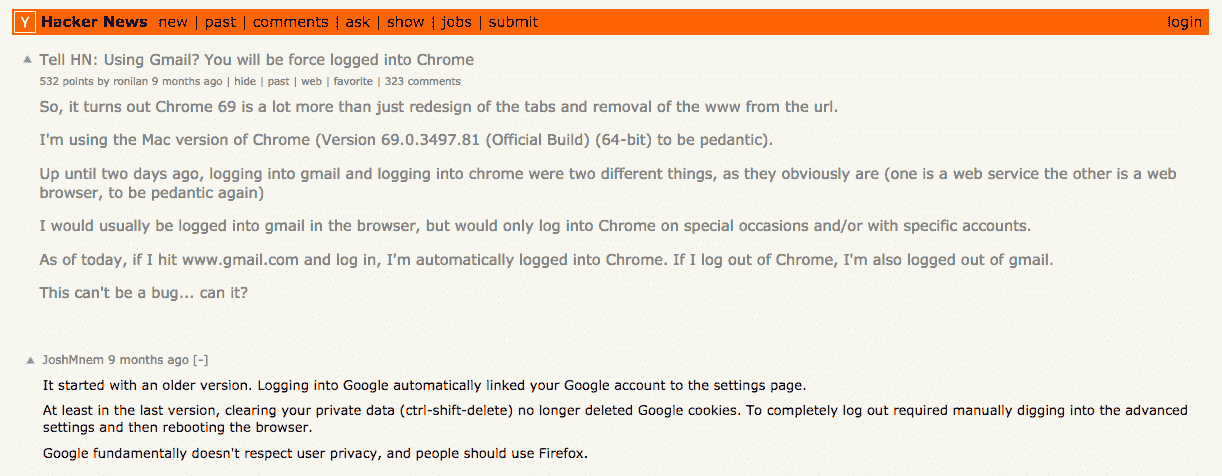 Y Hacker News new | past | comments | ask | show | jobs | submit login
Tell HN: Using Gmail? You will be force logged into Chrome
532 points by ronilan 9 months ago | hide | past | web | favorite | 323 comments
So, it turns out Chrome 69 is a lot more than just redesign of the tabs and removal of the www from the url.
I'm using the Mac version of Chrome (Version 69.0.3497.81 (Official Build) (64-bit) to be pedantic).
Up until two days ago, logging into gmail and logging into chrome were two different things, as they obviously are (one is a web service the other is a web
browser, to be pedantic again)
I would usually be logged into gmail in the browser, but would only log into Chrome on special occasions and/or with specific accounts.
As of today, if I hit www.gmail.com and log in, I'm automatically logged into Chrome. If I log out of Chrome, I'm also logged out of gmail.
This can't be a bug... can it?
JoshMnem 9 months ago [-]
It started with an older version. Logging into Google automatically linked your Google account to the settings page.
At least in the last version, clearing your private data (ctrl-shift-delete) no longer deleted Google cookies. To completely log out required manually digging into the advanced
settings and then rebooting the browser.
Google fundamentally doesn't respect user privacy, and people should use Firefox.